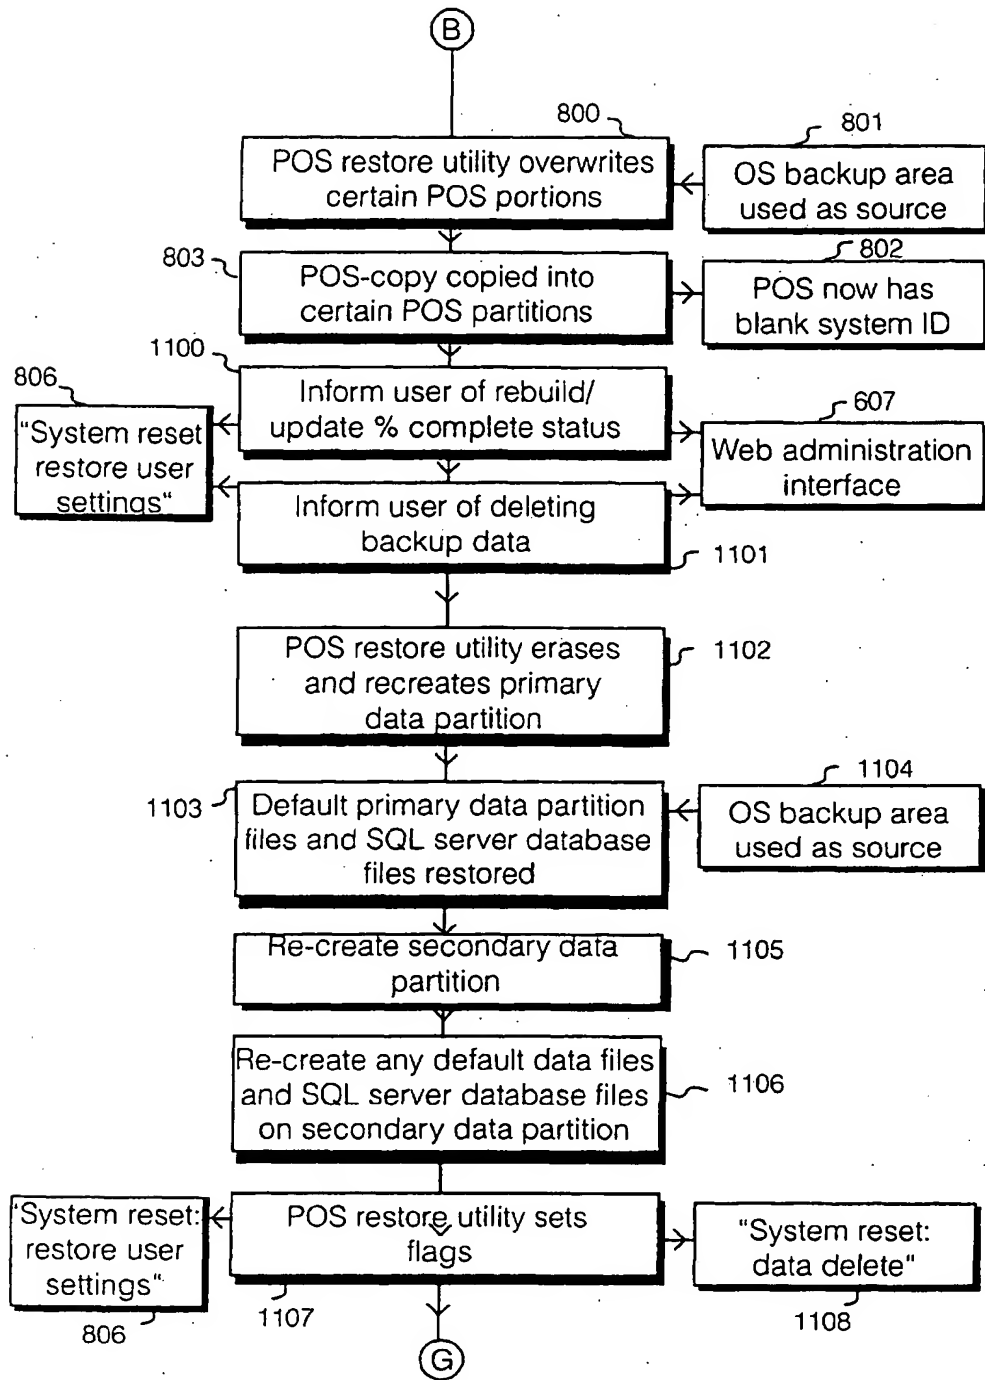 B
800
POS restore utility overwrites
certain POS portions
801
OS backup area
used as source
803
POS-copy copied into
certain POS partitions
802
POS now has
blank system ID
1100
Inform user of rebuild/
update % complete status
806
"System reset
restore user
settings"
607
Web administration
interface
Inform user of deleting
backup data
1101
POS restore utility erases
and recreates primary
data partition
1102
1103
Default primary data partition
files and SQL server database
files restored
1104
OS backup area
used as source
Re-create secondary data
partition
1105
Re-create any default data files
and SQL server database files
on secondary data partition
1106
'System reset:
restore user
settings"
806
POS restore utility sets
flags
1107
"System reset:
data delete"
1108
G